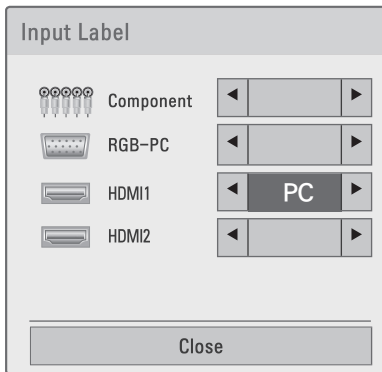 Input Label
Component
RGB-PC
HDMI1 PC
HDMI2
Close